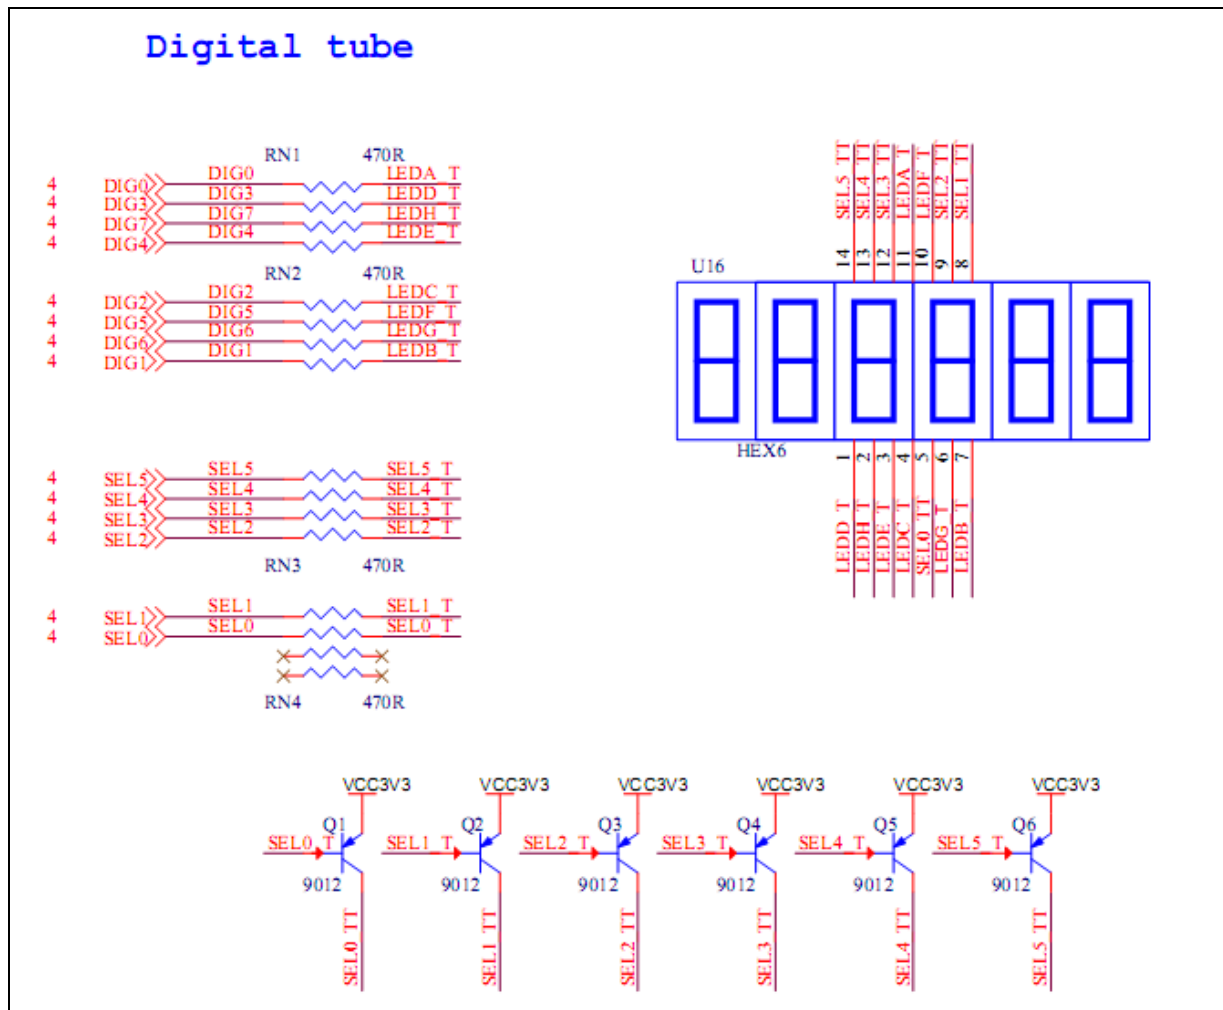 Digital tube
RN1 470R
4 DIG0 DIG0 LEDA_T
4 DIG3 DIG3 LEDD_T
4 DIG7 DIG7 LEDH_T
4 DIG4 DIG4 LEDE_T
RN2 470R
4 DIG2 DIG2 LEDC_T
4 DIG5 DIG5 LEDF_T
4 DIG6 DIG6 LEDG_T
4 DIG1 DIG1 LEDB_T
4 SEL5 SEL5 SEL5_T
4 SEL4 SEL4 SEL4_T
4 SEL3 SEL3 SEL3_T
4 SEL2 SEL2 SEL2_T
RN3 470R
4 SEL1 SEL1 SEL1_T
4 SEL0 SEL0 SEL0_T
RN4 470R
SEL5_TT SEL4_TT SEL3_TT LEDA_T LEDF_T SEL2_TT SEL1_TT
14 13 12 11 10 9 8
U16
HEX6
1 2 3 4 5 6 7
LEDD_T LEDH_T LEDE_T LEDC_T SEL0_TT LEDG_T LEDB_T
VCC3V3 VCC3V3 VCC3V3 VCC3V3 VCC3V3 VCC3V3
Q1 Q2 Q3 Q4 Q5 Q6
SEL0_T SEL1_T SEL2_T SEL3_T SEL4_T SEL5_T
9012 9012 9012 9012 9012 9012
SEL0_TT SEL1_TT SEL2_TT SEL3_TT SEL4_TT SEL5_TT